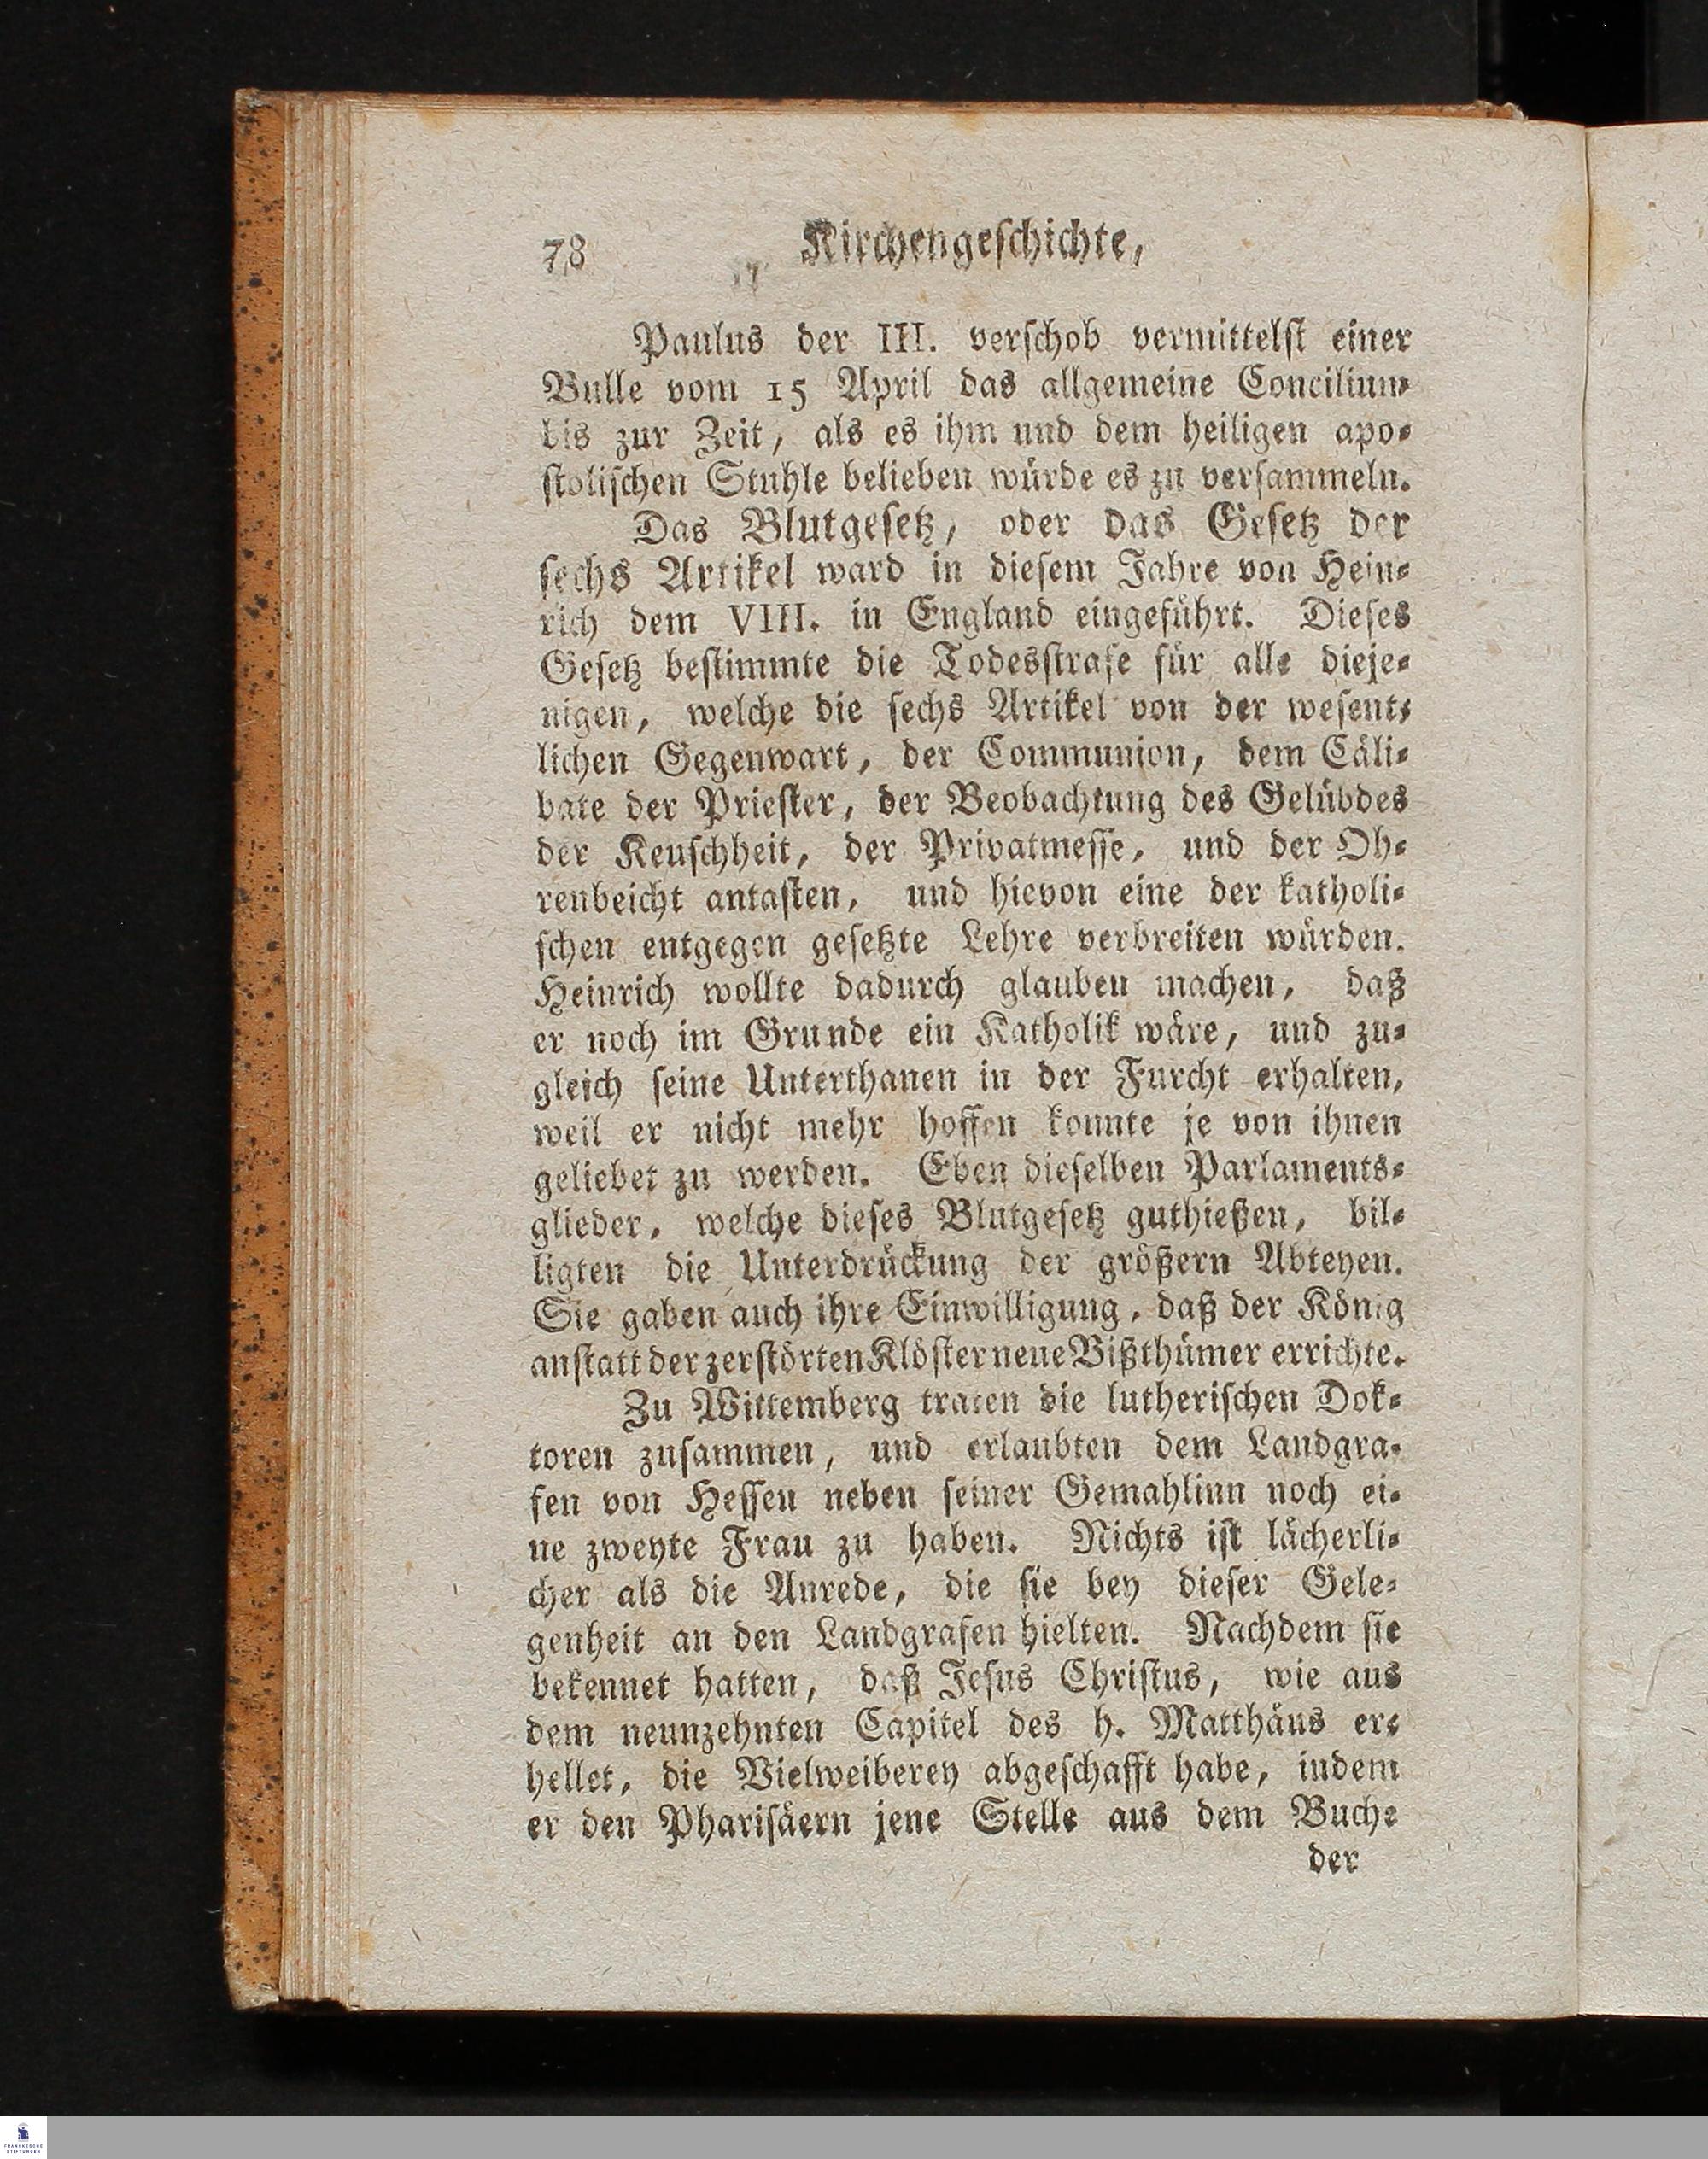 78 Kirchengeschichte,
Paulus der III. verschob vermittelst einer
Bulle vom 15 April das allgemeine Concilium
bis zur Zeit, als es ihm und dem heiligen apo⸗
stolischen Stuhle belieben würde es zu versammeln.
Das Blutgesetz, oder das Gesetz der
sechs Artikel ward in diesem Jahre von Hein⸗
rich dem VIII. in England eingeführt. Dieses
Gesetz bestimmte die Todesstrafe für alle dieje⸗
nigen, welche die sechs Artikel von der wesent⸗
lichen Gegenwart, der Communion, dem Cäli⸗
bate der Priester, der Beobachtung des Gelübdes
der Keuschheit, der Privatmesse, und der Oh⸗
renbeicht antasten, und hievon eine der katholi⸗
schen entgegen gesetzte Lehre verbreiten würden.
Heinrich wollte dadurch glauben machen, daß
er noch im Grunde ein Katholik wäre, und zu⸗
gleich seine Unterthanen in der Furcht erhalten,
weil er nicht mehr hoffen konnte je von ihnen
geliebet zu werden. Eben dieselben Parlaments⸗
glieder, welche dieses Blutgesetz guthießen, bil⸗
ligten die Unterdrückung der größern Abteyen.
Sie gaben auch ihre Einwilligung, daß der König
anstatt der zerstörten Klöster neue Bißthümer errichte.
Zu Wittemberg traten die lutherischen Dok⸗
toren zusammen, und erlaubten dem Landgra⸗
fen von Hessen neben seiner Gemahlinn noch ei⸗
ne zweyte Frau zu haben. Nichts ist lächerli⸗
cher als die Anrede, die sie bey dieser Gele⸗
genheit an den Landgrafen hielten. Nachdem sie
bekennet hatten, daß Jesus Christus, wie aus
dem neunzehnten Capitel des h. Matthäus er⸗
hellet, die Vielweiberey abgeschafft habe, indem
er den Pharisäern jene Stelle aus dem Buche
der
FRANCKESCHE
STIFTUNGEN